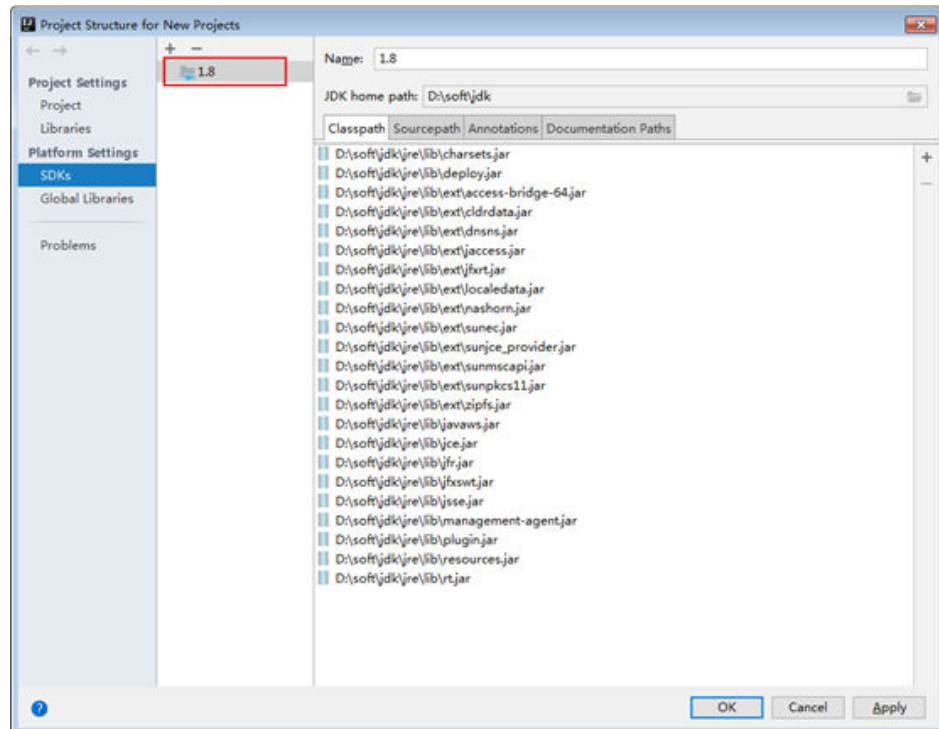 Project Structure for New Projects
Project Settings
Project
Libraries
Platform Settings
SDKs
Global Libraries
Problems
1.8
Name: 1.8
JDK home path: D:\soft\jdk
Classpath Sourcepath Annotations Documentation Paths
D:\soft\jdk\jre\lib\charsets.jar
D:\soft\jdk\jre\lib\deploy.jar
D:\soft\jdk\jre\lib\ext\access-bridge-64.jar
D:\soft\jdk\jre\lib\ext\cldrdata.jar
D:\soft\jdk\jre\lib\ext\dnsns.jar
D:\soft\jdk\jre\lib\ext\jaccess.jar
D:\soft\jdk\jre\lib\ext\jfxrt.jar
D:\soft\jdk\jre\lib\ext\localedata.jar
D:\soft\jdk\jre\lib\ext\nashorn.jar
D:\soft\jdk\jre\lib\ext\sunec.jar
D:\soft\jdk\jre\lib\ext\sunjce_provider.jar
D:\soft\jdk\jre\lib\ext\sunmscapi.jar
D:\soft\jdk\jre\lib\ext\sunpkcs11.jar
D:\soft\jdk\jre\lib\ext\zipfs.jar
D:\soft\jdk\jre\lib\javaws.jar
D:\soft\jdk\jre\lib\jce.jar
D:\soft\jdk\jre\lib\jfr.jar
D:\soft\jdk\jre\lib\jfxswt.jar
D:\soft\jdk\jre\lib\jsse.jar
D:\soft\jdk\jre\lib\management-agent.jar
D:\soft\jdk\jre\lib\plugin.jar
D:\soft\jdk\jre\lib\resources.jar
D:\soft\jdk\jre\lib\rt.jar
OK Cancel Apply